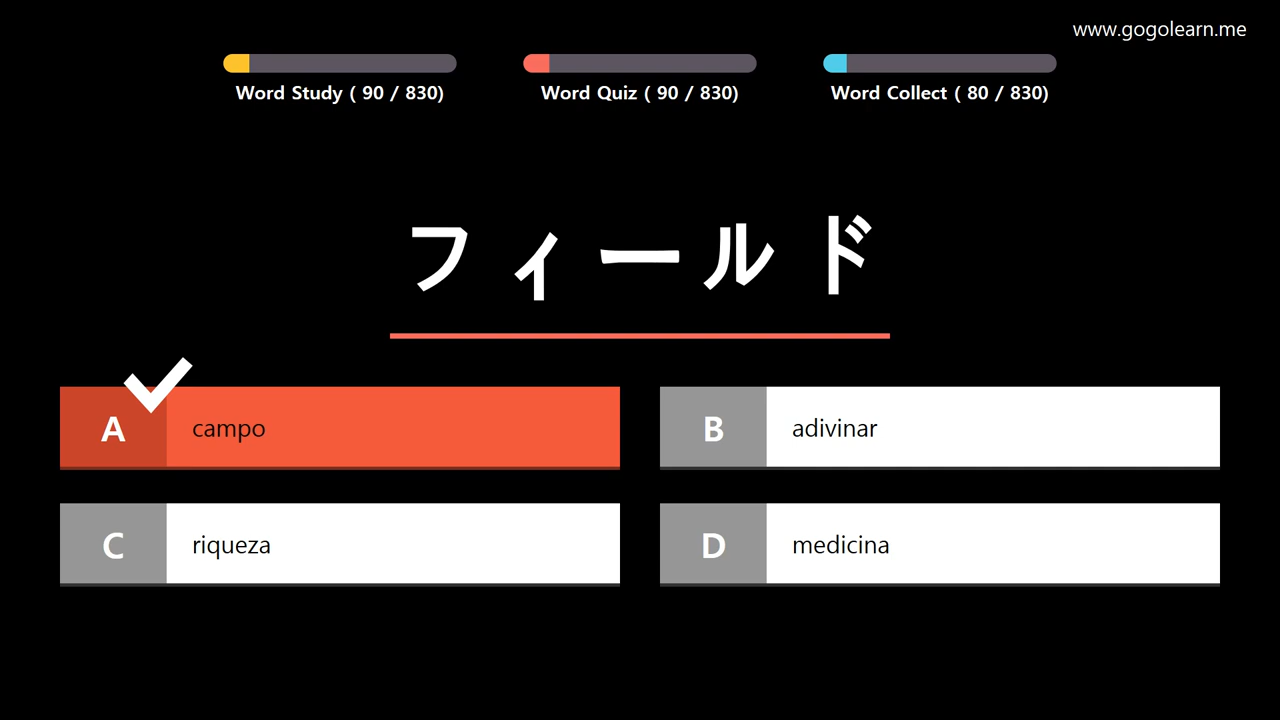 www.gogolearn.me
Word Study ( 90 / 830)
Word Quiz ( 90 / 830)
Word Collect ( 80 / 830)
フィールド
A campo
B adivinar
C riqueza
D medicina